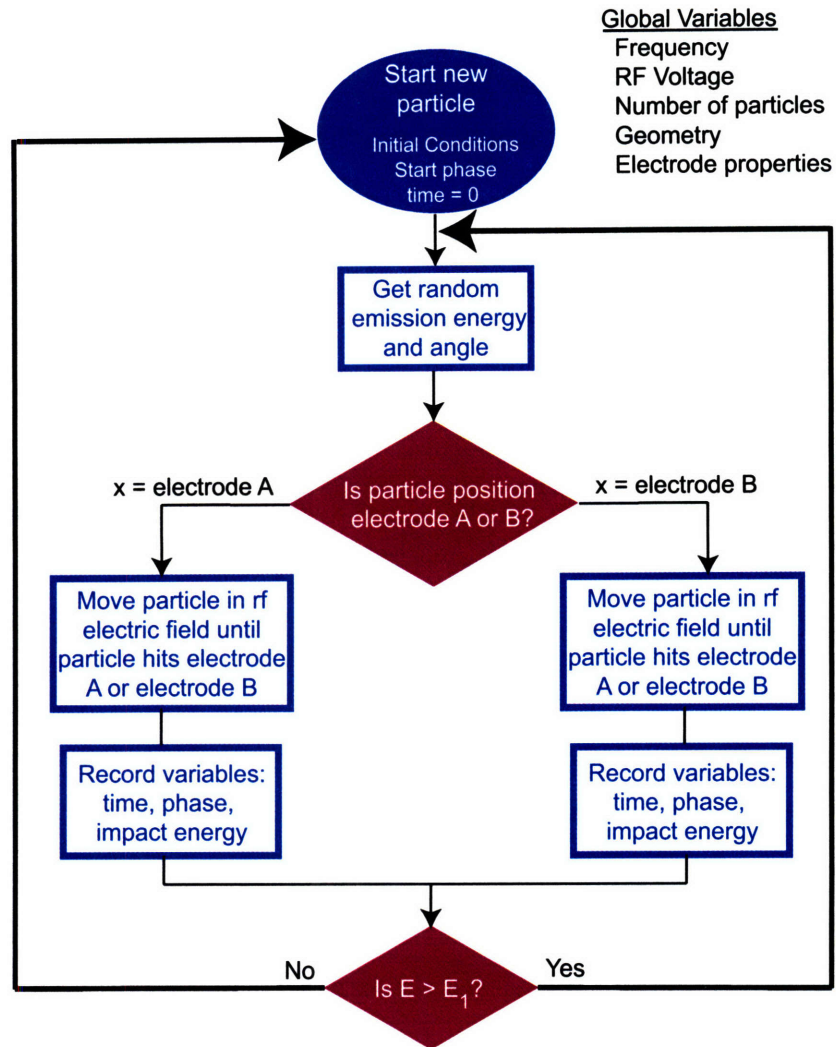 Global Variables
Frequency
RF Voltage
Number of particles
Geometry
Electrode properties
Start new
particle
Initial Conditions
Start phase
time = 0
Get random
emission energy
and angle
Is particle position
electrode A or B?
x = electrode A
x = electrode B
Move particle in rf
electric field until
particle hits electrode
A or electrode B
Move particle in rf
electric field until
particle hits electrode
A or electrode B
Record variables:
time, phase,
impact energy
Record variables:
time, phase,
impact energy
No
Is E > E₁?
Yes